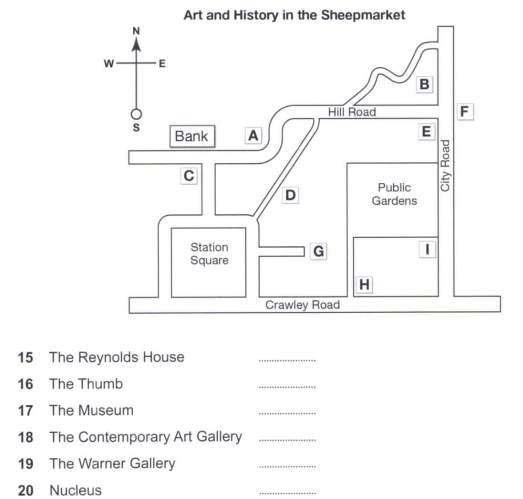 Art and History in the Sheepmarket
N
W E
S
B
Hill Road
F
Bank
A
E
City Road
C
D
Public
Gardens
Station
Square
G
I
H
Crawley Road
15 The Reynolds House ......................
16 The Thumb ......................
17 The Museum ......................
18 The Contemporary Art Gallery ......................
19 The Warner Gallery ......................
20 Nucleus ......................